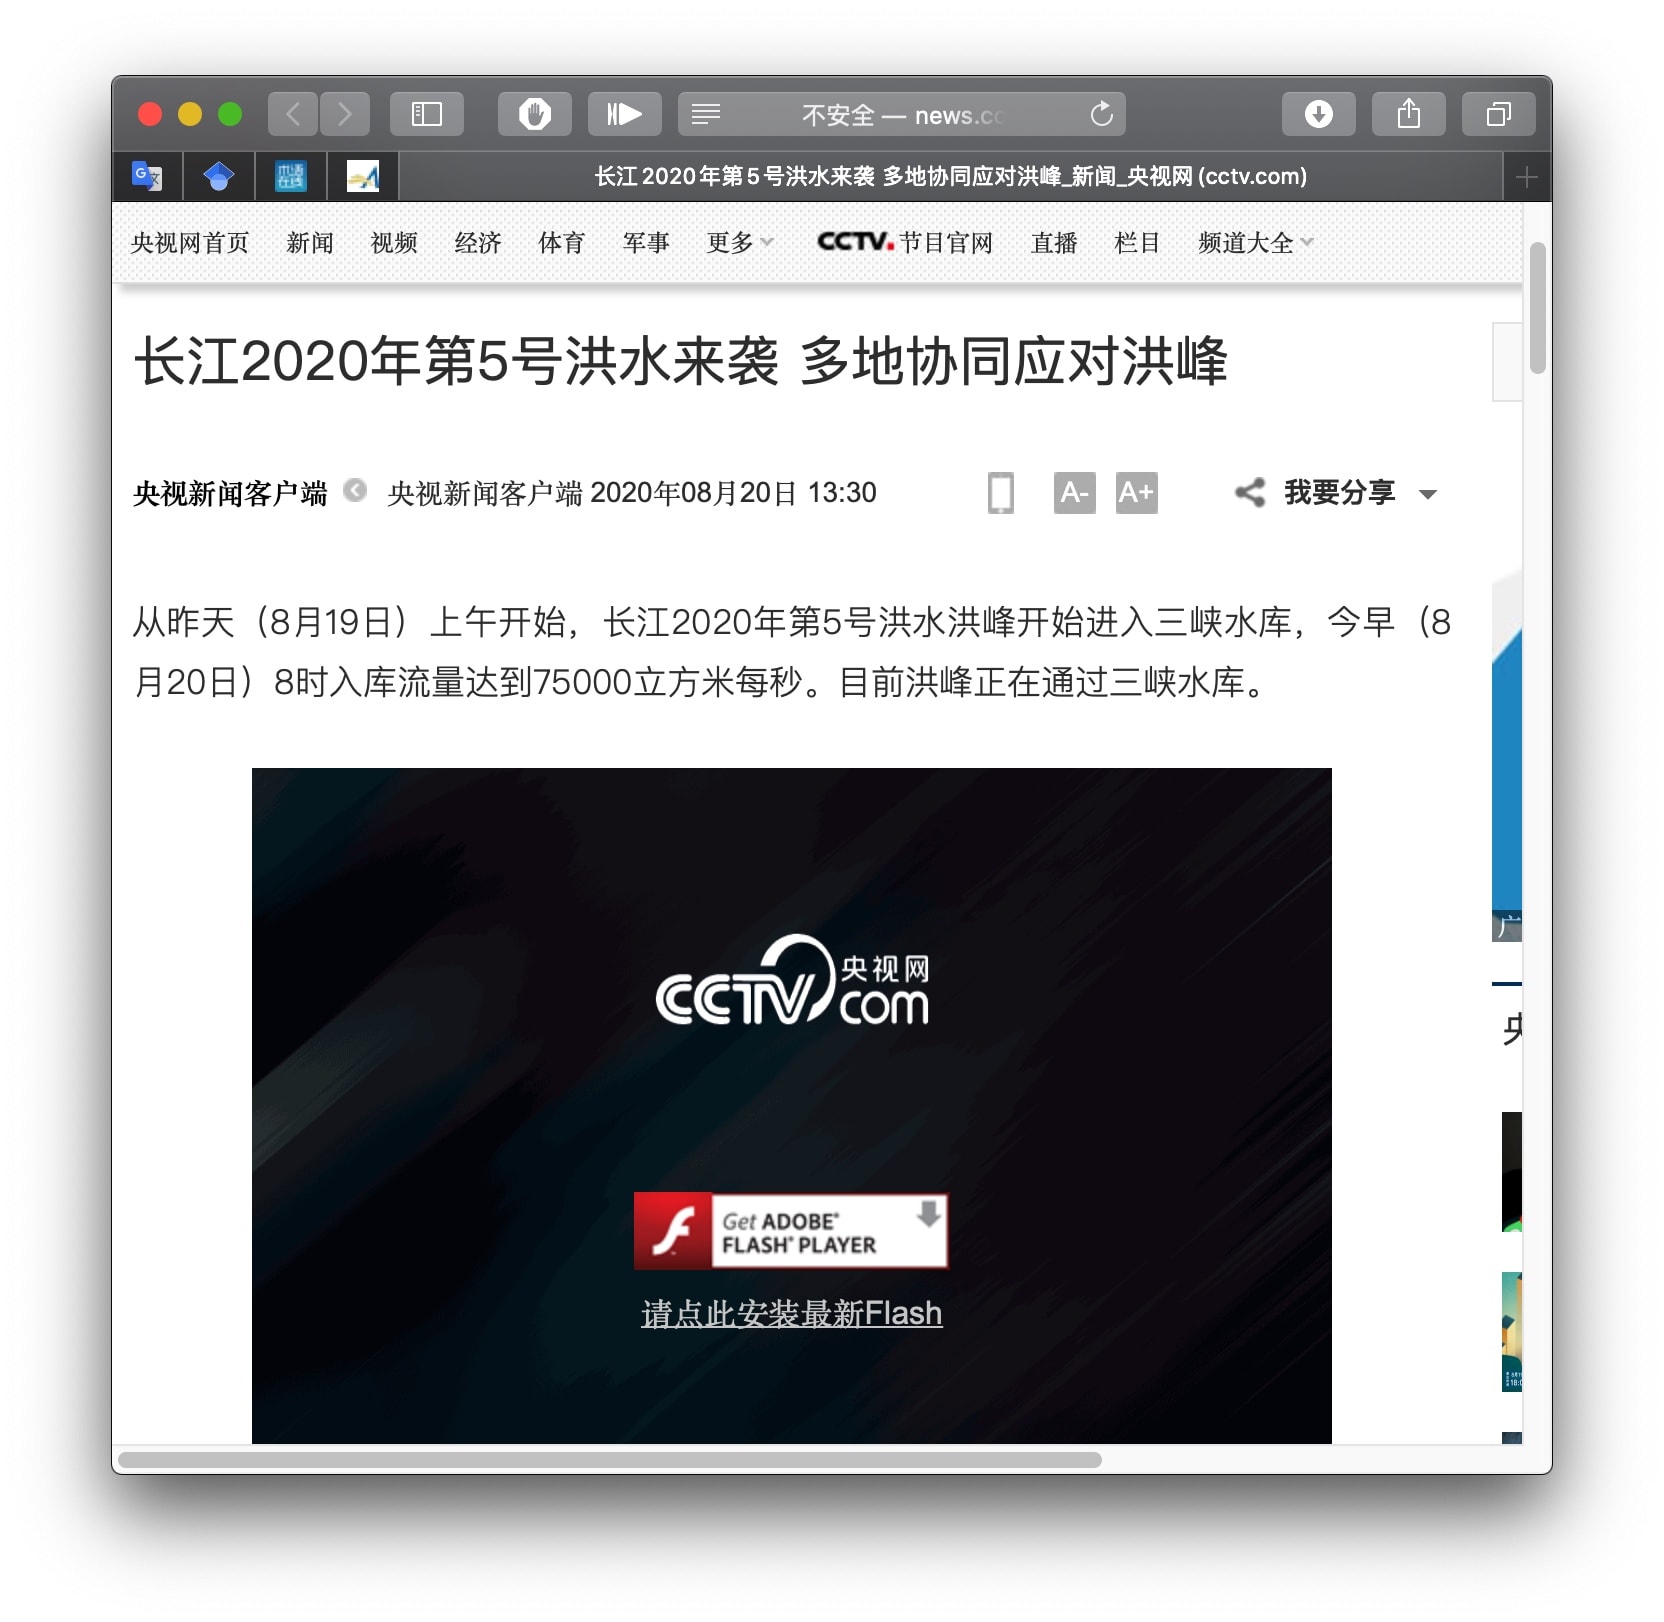 不安全 — news.cc
长江2020年第5号洪水来袭 多地协同应对洪峰_新闻_央视网 (cctv.com)
央视网首页 新闻 视频 经济 体育 军事 更多 CCTV.节目官网 直播 栏目 频道大全
长江2020年第5号洪水来袭 多地协同应对洪峰
央视新闻客户端 央视新闻客户端 2020年08月20日 13:30 A- A+ 我要分享
从昨天（8月19日）上午开始，长江2020年第5号洪水洪峰开始进入三峡水库，今早（8
月20日）8时入库流量达到75000立方米每秒。目前洪峰正在通过三峡水库。
广
CCTV 央视网
com
央
Get ADOBE®
FLASH® PLAYER
请点此安装最新Flash